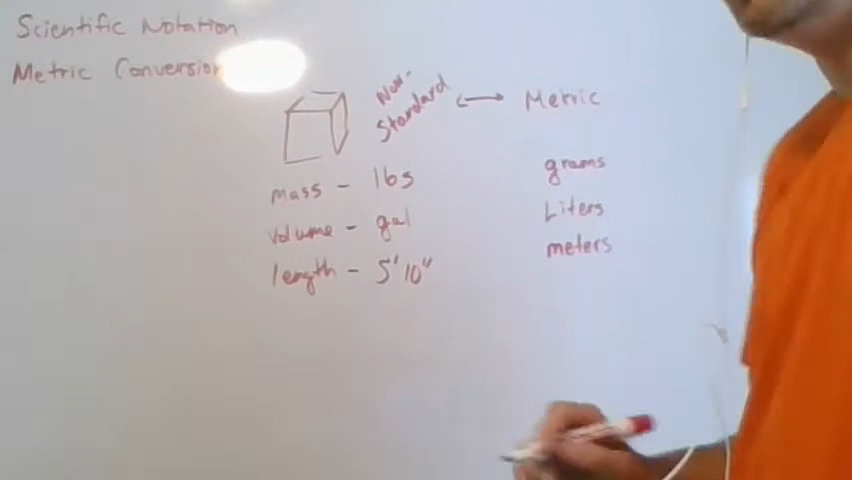 Scientific Notation
Metric Conversion
Non-
Standard
Metric
mass - lbs grams
volume - gal Liters
length - 5'10" meters